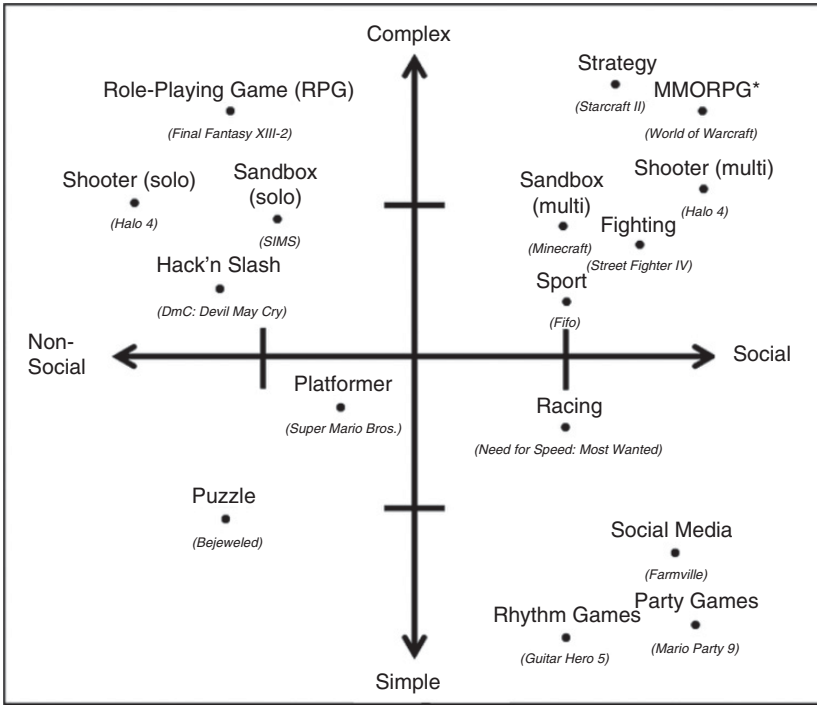 Complex
Strategy
(Starcraft II)
MMORPG*
(World of Warcraft)
Role-Playing Game (RPG)
(Final Fantasy XIII-2)
Shooter (solo)
(Halo 4)
Sandbox
(solo)
(SIMS)
Sandbox
(multi)
(Minecraft)
Shooter (multi)
(Halo 4)
Fighting
(Street Fighter IV)
Hack'n Slash
(DmC: Devil May Cry)
Sport
(Fifo)
Non-
Social
Social
Platformer
(Super Mario Bros.)
Racing
(Need for Speed: Most Wanted)
Puzzle
(Bejeweled)
Social Media
(Farmville)
Rhythm Games
(Guitar Hero 5)
Party Games
(Mario Party 9)
Simple